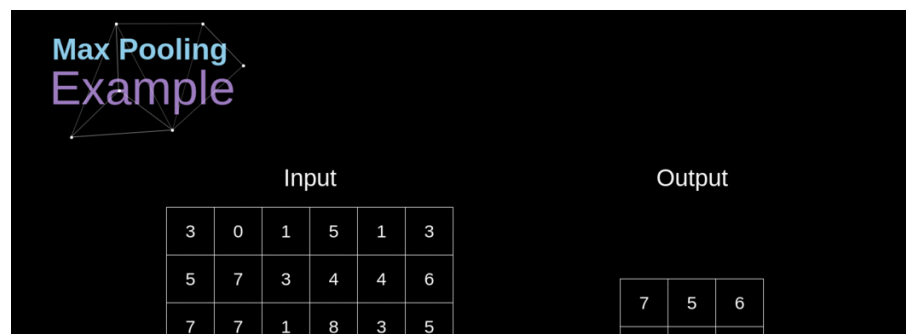 Max Pooling
Example
Input
Output
3 0 1 5 1 3
5 7 3 4 4 6
7 5 6
7 7 1 8 3 5